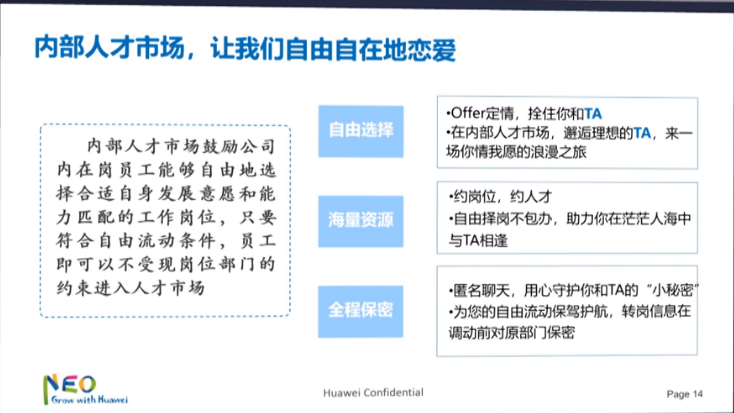 内部人才市场，让我们自由自在地恋爱
内部人才市场鼓励公司
内在岗员工能够自由地选
择合适自身发展意愿和能
力匹配的工作岗位，只要
符合自由流动条件，员工
即可以不受现岗位部门的
约束进入人才市场
自由选择
•Offer定情，拴住你和TA
•在内部人才市场，邂逅理想的TA，来一
场你情我愿的浪漫之旅
海量资源
•约岗位，约人才
•自由择岗不包办，助力你在茫茫人海中
与TA相逢
全程保密
•匿名聊天，用心守护你和TA的“小秘密”
•为您的自由流动保驾护航，转岗信息在
调动前对原部门保密
NEO
Grow with Huawei
Huawei Confidential
Page 14